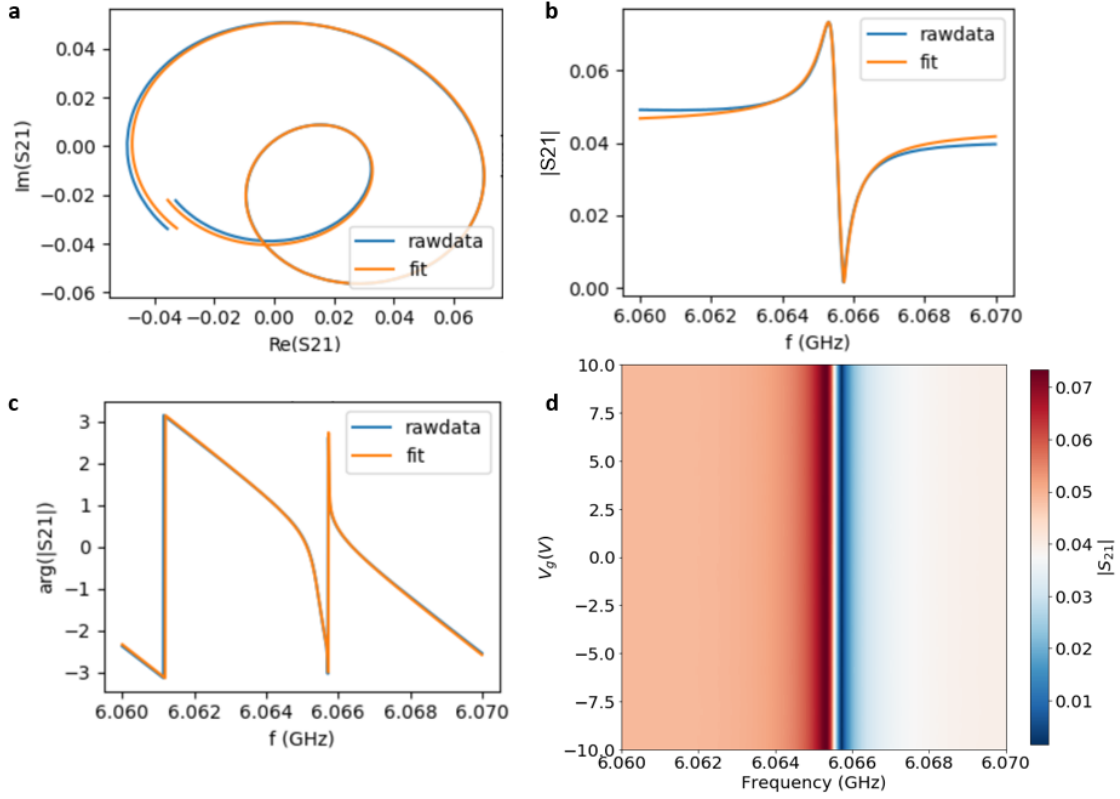 a
0.04
0.02
0.00
−0.02
−0.04
−0.06
Im(S21)
−0.04 −0.02 0.00 0.02 0.04 0.06
Re(S21)
rawdata
fit
b
0.06
0.04
0.02
0.00
|S21|
6.060 6.062 6.064 6.066 6.068 6.070
f (GHz)
rawdata
fit
c
3
2
1
0
−1
−2
−3
arg(|S21|)
6.060 6.062 6.064 6.066 6.068 6.070
f (GHz)
rawdata
fit
d
10.0
7.5
5.0
2.5
0.0
−2.5
−5.0
−7.5
−10.0
Vg(V)
6.060 6.062 6.064 6.066 6.068 6.070
Frequency (GHz)
0.07
0.06
0.05
0.04
0.03
0.02
0.01
|S21|